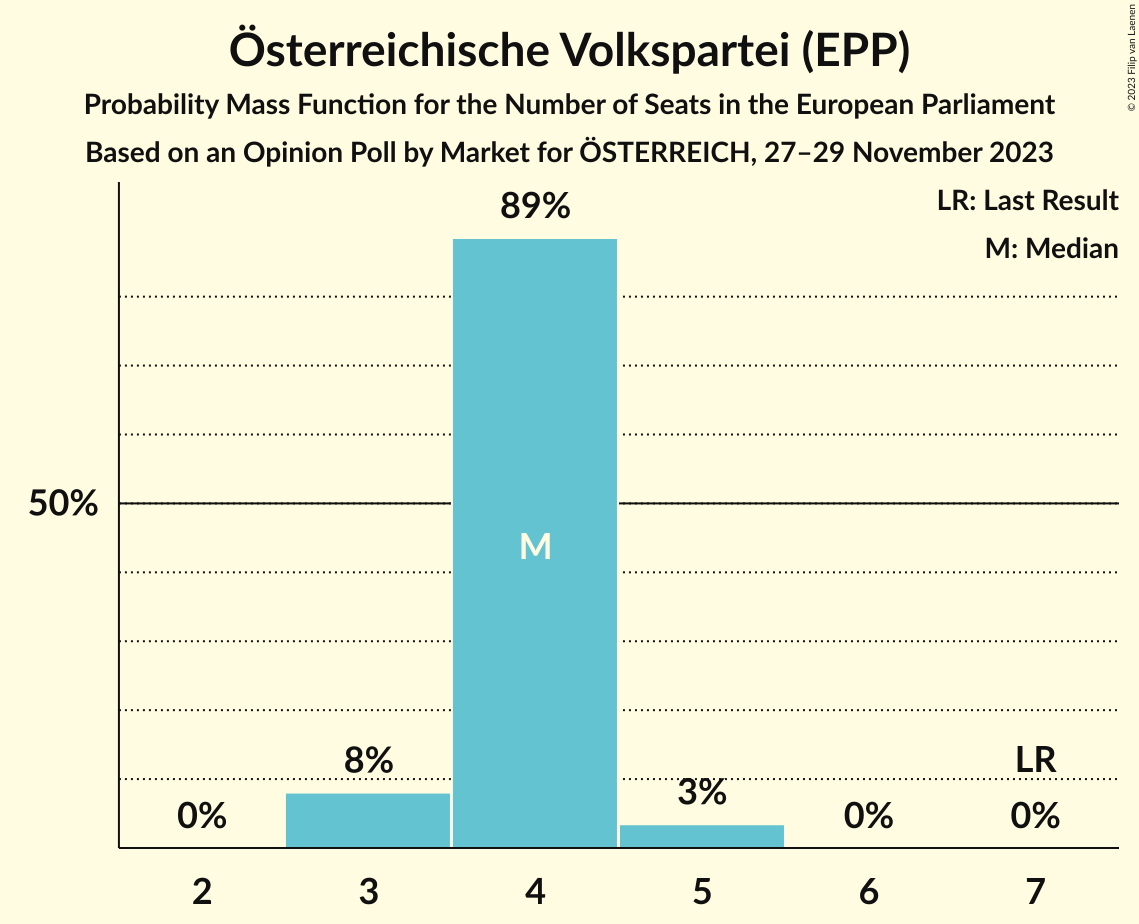 Österreichische Volkspartei (EPP)
Probability Mass Function for the Number of Seats in the European Parliament
Based on an Opinion Poll by Market for ÖSTERREICH, 27–29 November 2023
© 2023 Filip van Laenen
LR: Last Result
M: Median
89%
50%
M
8%
3%
LR
0%
0%
0%
2 3 4 5 6 7